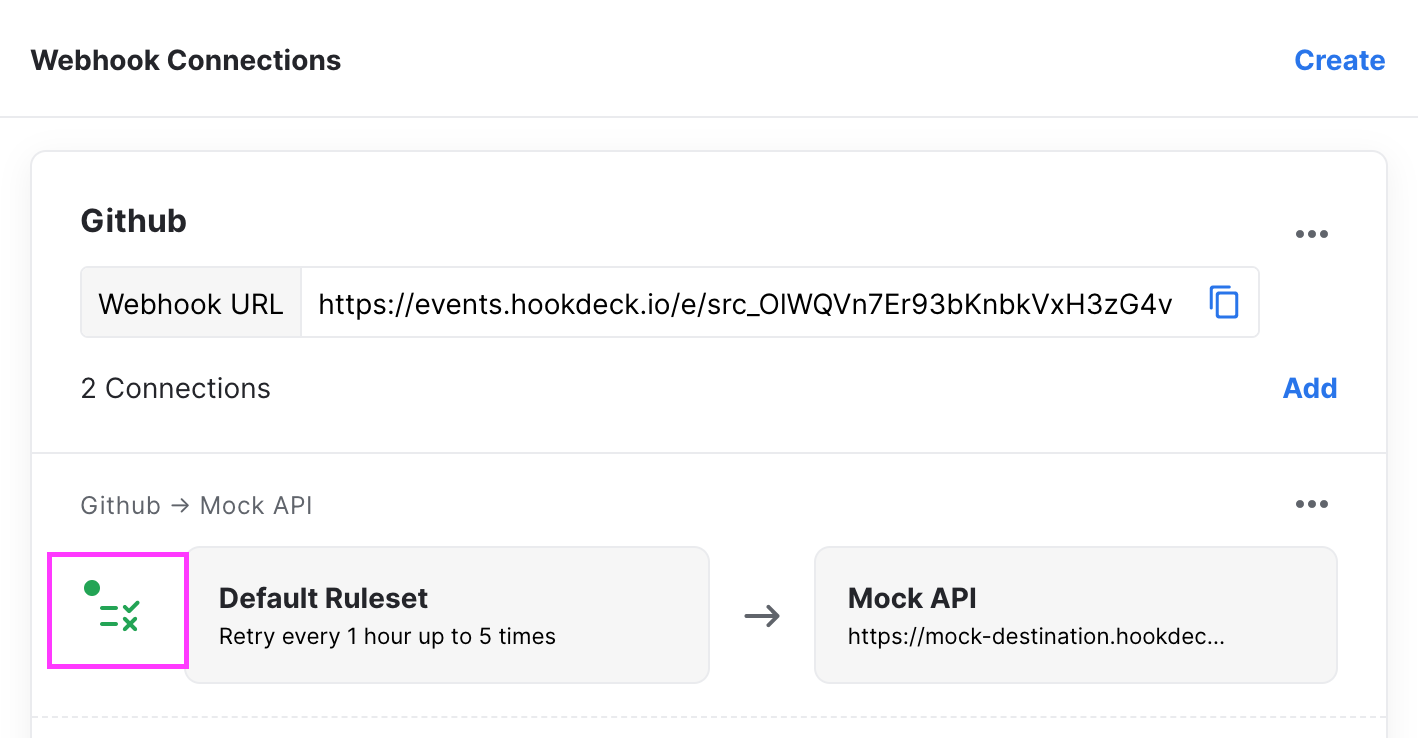 Webhook Connections
Create
Github
Webhook URL
https://events.hookdeck.io/e/src_OlWQVn7Er93bKnbkVxH3zG4v
2 Connections
Add
Github → Mock API
Default Ruleset
Retry every 1 hour up to 5 times
→
Mock API
https://mock-destination.hookdec...